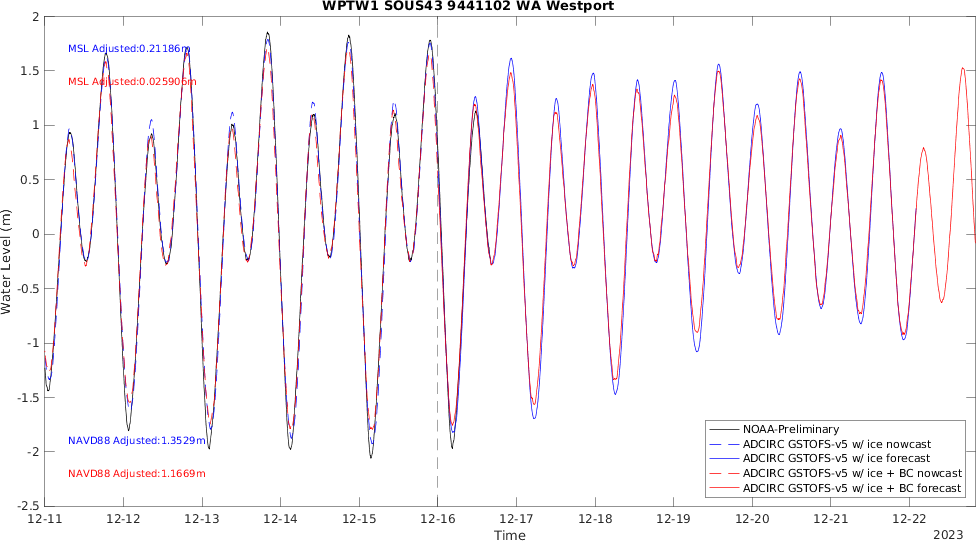 WPTW1 SOUS43 9441102 WA Westport
2
1.5
1
0.5
0
-0.5
-1
-1.5
-2
-2.5
Water Level (m)
MSL Adjusted:0.21186m
MSL Adjusted:0.025905m
NAVD88 Adjusted:1.3529m
NAVD88 Adjusted:1.1669m
NOAA-Preliminary
ADCIRC GSTOFS-v5 w/ ice nowcast
ADCIRC GSTOFS-v5 w/ ice forecast
ADCIRC GSTOFS-v5 w/ ice + BC nowcast
ADCIRC GSTOFS-v5 w/ ice + BC forecast
12-11 12-12 12-13 12-14 12-15 12-16 12-17 12-18 12-19 12-20 12-21 12-22
Time
2023